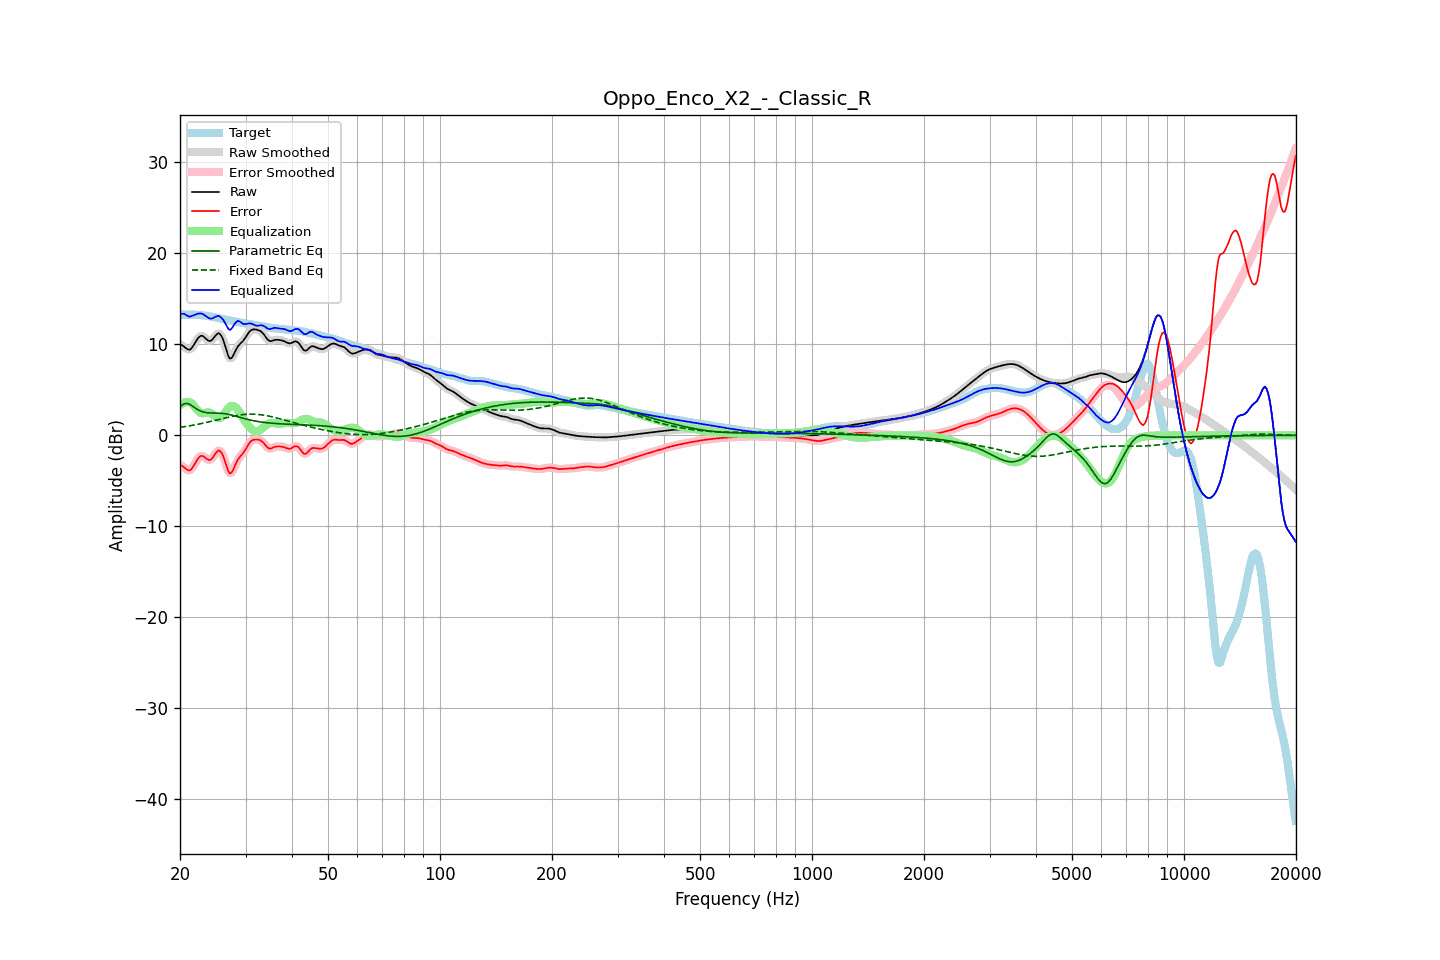 Oppo_Enco_X2_-_Classic_R
Target
Raw Smoothed
Error Smoothed
Raw
Error
Equalization
Parametric Eq
Fixed Band Eq
Equalized
30
20
10
0
−10
−20
−30
−40
Amplitude (dBr)
20 50 100 200 500 1000 2000 5000 10000 20000
Frequency (Hz)